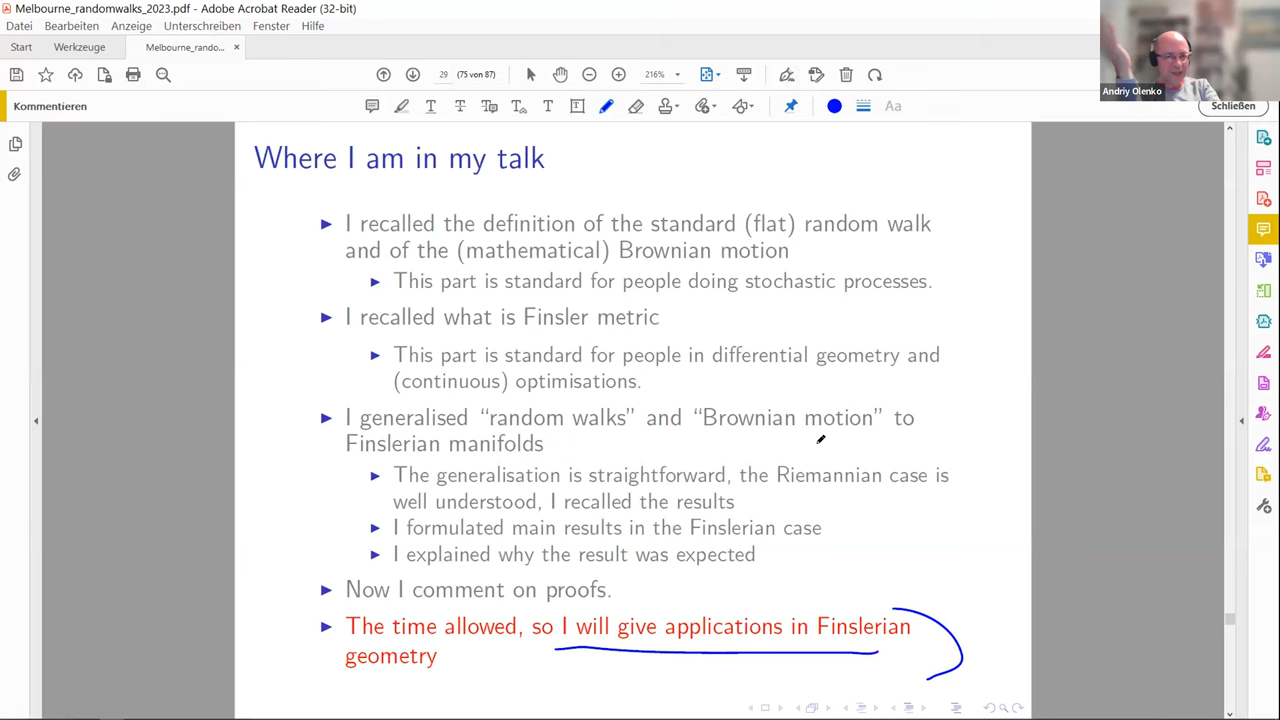 Melbourne_randomwalks_2023.pdf - Adobe Acrobat Reader (32-bit)
Datei Bearbeiten Anzeige Unterschreiben Fenster Hilfe
Start Werkzeuge Melbourne_rando...
29 (75 von 87) 216%
Andriy Olenko
Kommentieren Aa Schließen
Where I am in my talk
I recalled the definition of the standard (flat) random walk
and of the (mathematical) Brownian motion
This part is standard for people doing stochastic processes.
I recalled what is Finsler metric
This part is standard for people in differential geometry and
(continuous) optimisations.
I generalised “random walks” and “Brownian motion” to
Finslerian manifolds
The generalisation is straightforward, the Riemannian case is
well understood, I recalled the results
I formulated main results in the Finslerian case
I explained why the result was expected
Now I comment on proofs.
The time allowed, so I will give applications in Finslerian
geometry